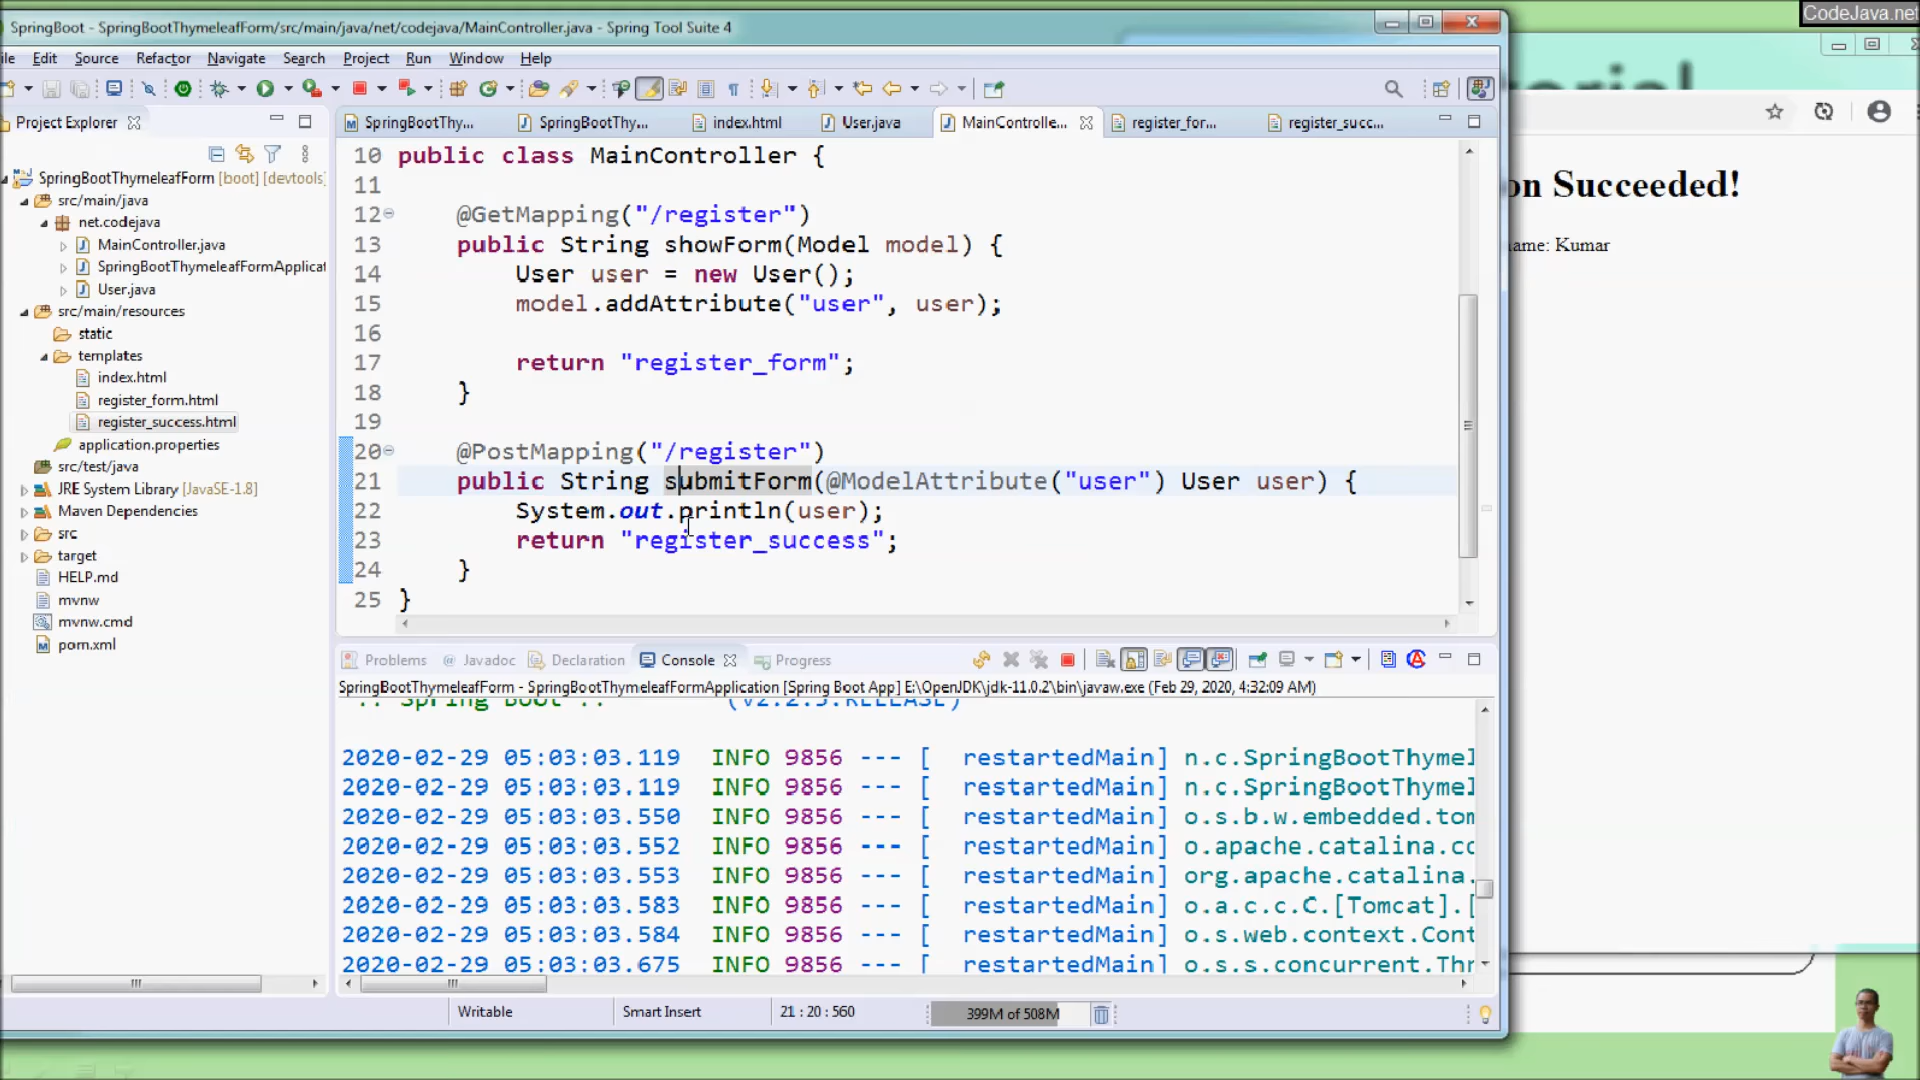 CodeJava.net
SpringBoot - SpringBootThymeleafForm/src/main/java/net/codejava/MainController.java - Spring Tool Suite 4
ile Edit Source Refactor Navigate Search Project Run Window Help
Project Explorer
SpringBootThy... SpringBootThy... index.html User.java MainControlle... register_for... register_succ...
SpringBootThymeleafForm [boot] [devtools]
src/main/java
net.codejava
MainController.java
SpringBootThymeleafFormApplicat
User.java
src/main/resources
static
templates
index.html
register_form.html
register_success.html
application.properties
src/test/java
JRE System Library [JavaSE-1.8]
Maven Dependencies
src
target
HELP.md
mvnw
mvnw.cmd
pom.xml
10 public class MainController {
11
12 @GetMapping("/register")
13 public String showForm(Model model) {
14 User user = new User();
15 model.addAttribute("user", user);
16
17 return "register_form";
18 }
19
20 @PostMapping("/register")
21 public String submitForm(@ModelAttribute("user") User user) {
22 System.out.println(user);
23 return "register_success";
24 }
25 }
Problems Javadoc Declaration Console Progress
SpringBootThymeleafForm - SpringBootThymeleafFormApplication [Spring Boot App] E:\OpenJDK\jdk-11.0.2\bin\javaw.exe (Feb 29, 2020, 4:32:09 AM)
:: Spring Boot :: (v2.2.5.RELEASE)
2020-02-29 05:03:03.119 INFO 9856 --- [ restartedMain] n.c.SpringBootThymel
2020-02-29 05:03:03.119 INFO 9856 --- [ restartedMain] n.c.SpringBootThymel
2020-02-29 05:03:03.550 INFO 9856 --- [ restartedMain] o.s.b.w.embedded.tom
2020-02-29 05:03:03.552 INFO 9856 --- [ restartedMain] o.apache.catalina.co
2020-02-29 05:03:03.553 INFO 9856 --- [ restartedMain] org.apache.catalina.
2020-02-29 05:03:03.583 INFO 9856 --- [ restartedMain] o.a.c.c.C.[Tomcat].[
2020-02-29 05:03:03.584 INFO 9856 --- [ restartedMain] o.s.web.context.Cont
2020-02-29 05:03:03.675 INFO 9856 --- [ restartedMain] o.s.s.concurrent.Thr
Writable Smart Insert 21 : 20 : 560 399M of 508M
orial
on Succeeded!
ame: Kumar